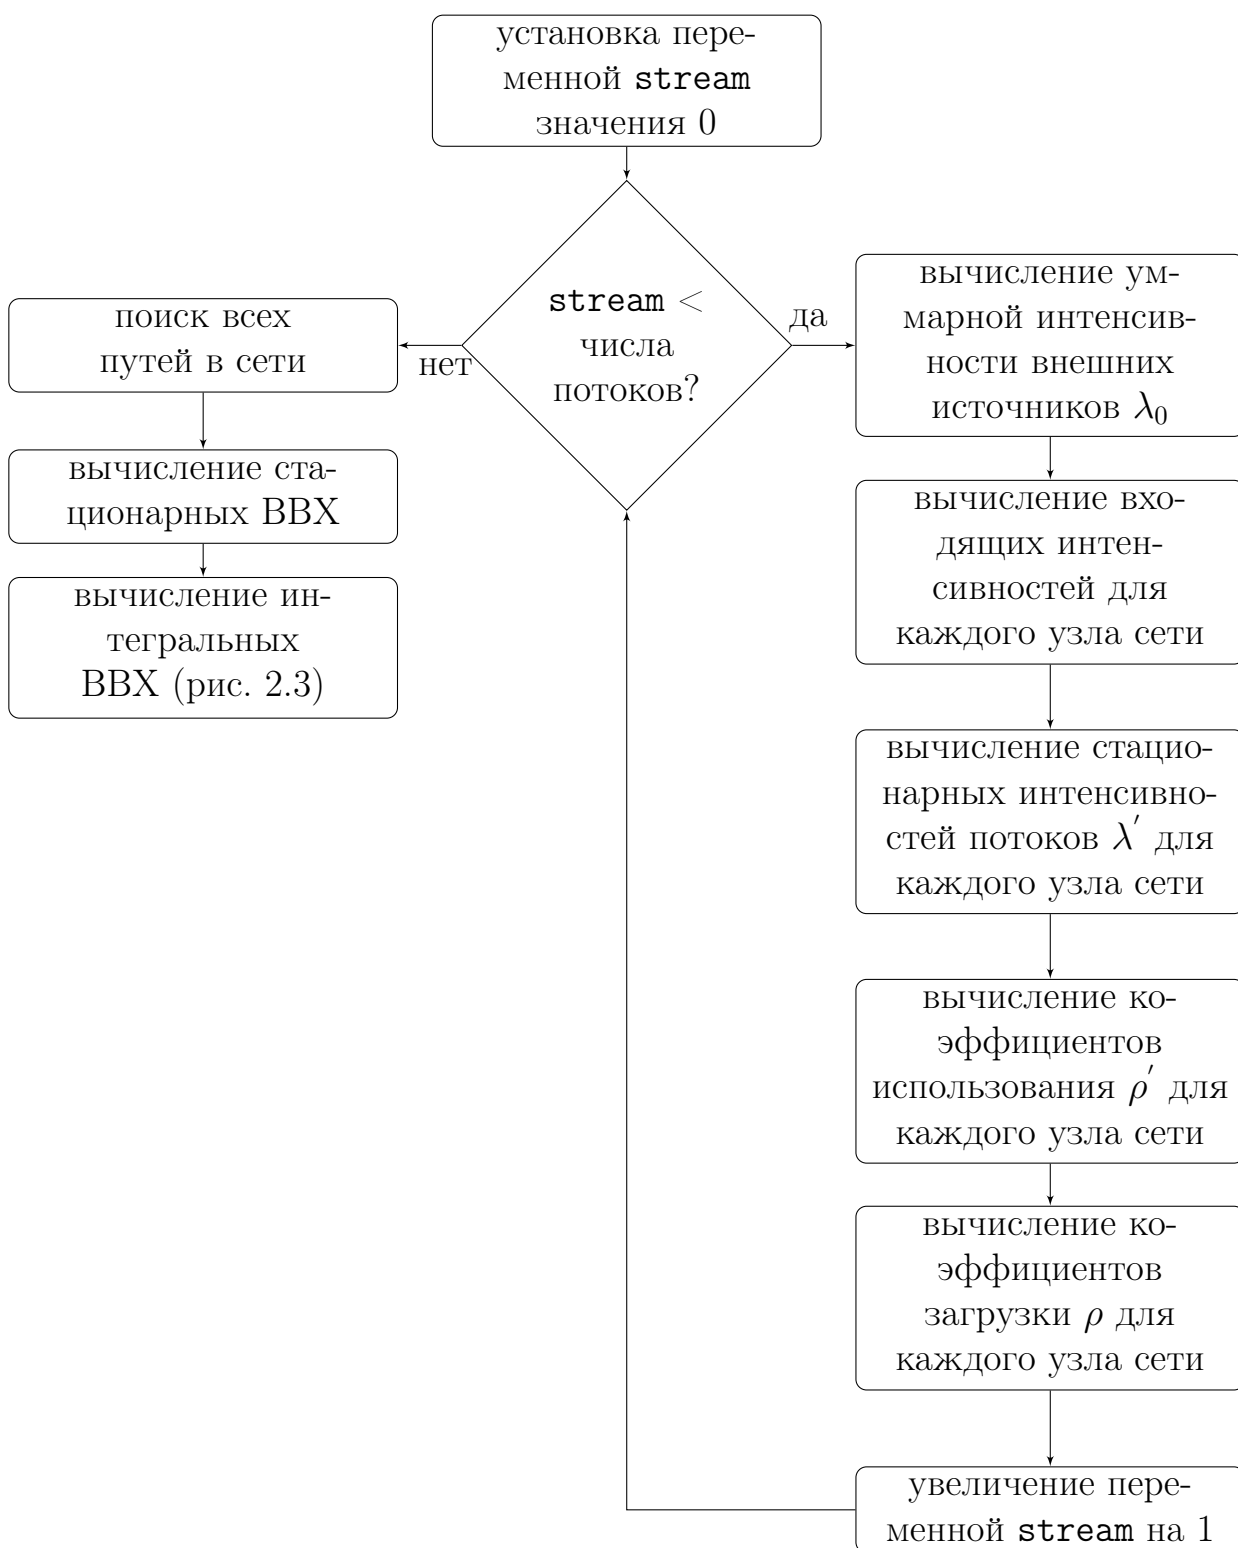 установка пере-
менной stream
значения 0
stream <
числа
потоков?
да
нет
поиск всех
путей в сети
вычисление ста-
ционарных ВВХ
вычисление ин-
тегральных
ВВХ (рис. 2.3)
вычисление ум-
марной интенсив-
ности внешних
источников λ₀
вычисление вхо-
дящих интен-
сивностей для
каждого узла сети
вычисление стацио-
нарных интенсивно-
стей потоков λ′ для
каждого узла сети
вычисление ко-
эффициентов
использования ρ′ для
каждого узла сети
вычисление ко-
эффициентов
загрузки ρ для
каждого узла сети
увеличение пере-
менной stream на 1